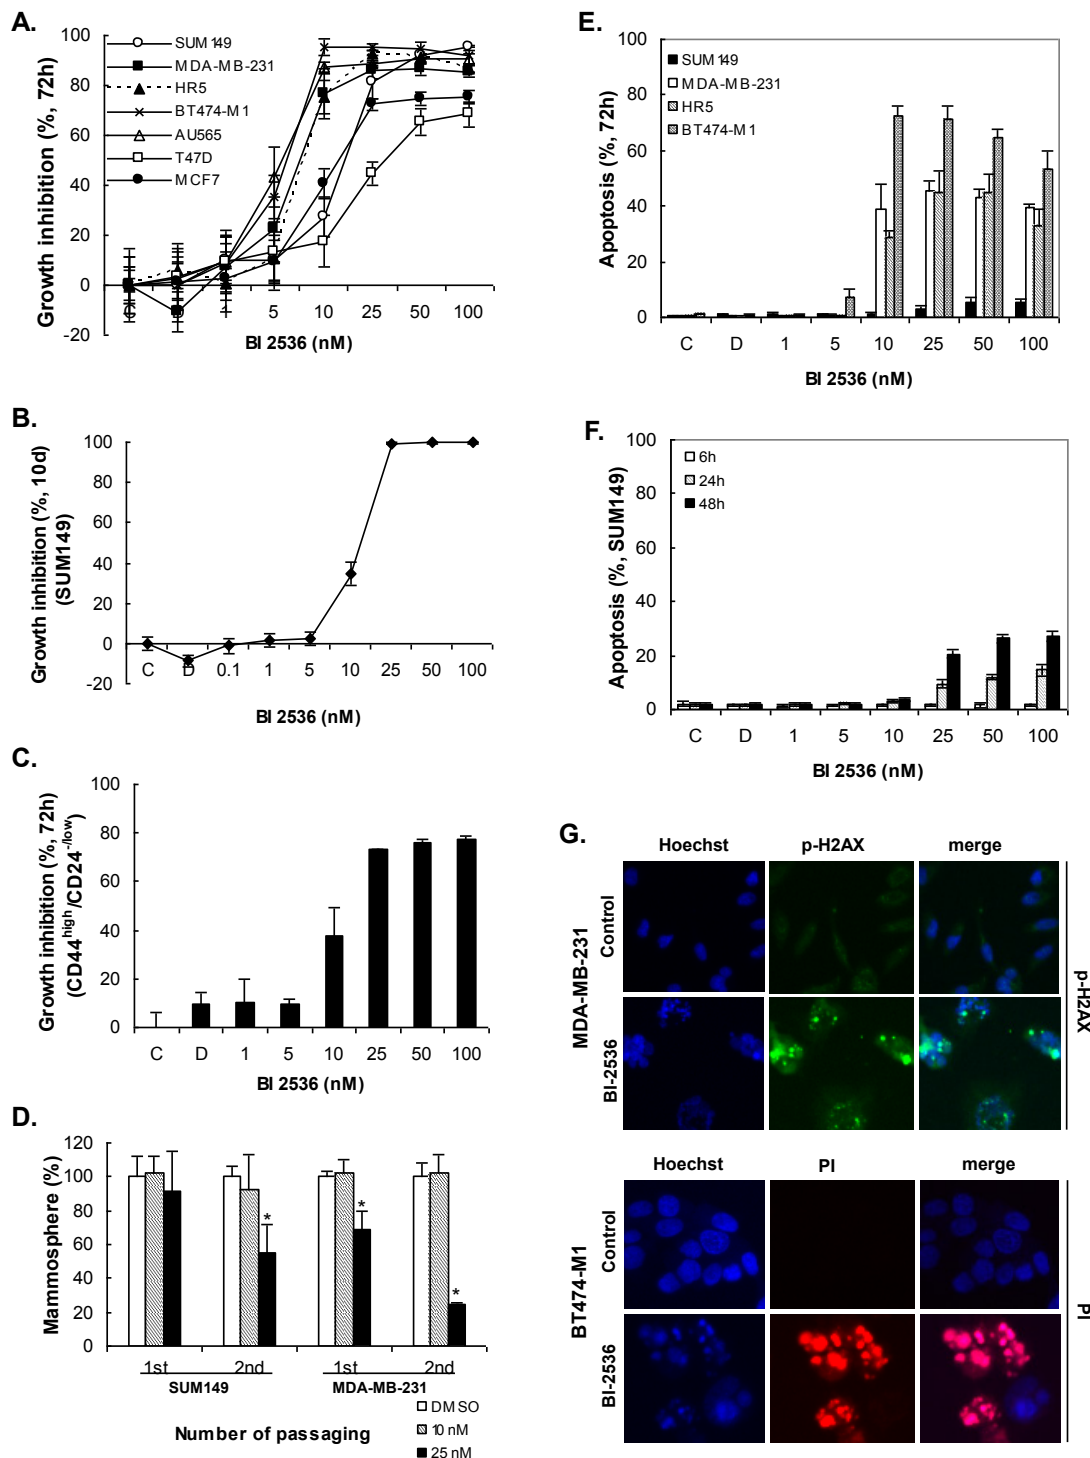 A.
Growth inhibition (%, 72h)
100
80
60
40
20
0
-20
SUM149
MDA-MB-231
HR5
BT474-M1
AU565
T47D
MCF7
5 10 25 50 100
BI 2536 (nM)
B.
Growth inhibition (%, 10d)
(SUM149)
100
80
60
40
20
0
-20
C D 0.1 1 5 10 25 50 100
BI 2536 (nM)
C.
Growth inhibition (%, 72h)
(CD44high/CD24-/low)
100
80
60
40
20
0
C D 1 5 10 25 50 100
BI 2536 (nM)
D.
Mammosphere (%)
120
100
80
60
40
20
0
* * *
1st 2nd 1st 2nd
SUM149 MDA-MB-231
Number of passaging
DMSO
10 nM
25 nM
E.
Apoptosis (%, 72h)
80
60
40
20
0
SUM149
MDA-MB-231
HR5
BT474-M1
C D 1 5 10 25 50 100
BI 2536 (nM)
F.
Apoptosis (%, SUM149)
100
80
60
40
20
0
6h
24h
48h
C D 1 5 10 25 50 100
BI 2536 (nM)
G.
Hoechst p-H2AX merge
MDA-MB-231
Control
BI-2536
p-H2AX
Hoechst PI merge
BT474-M1
Control
BI-2536
PI